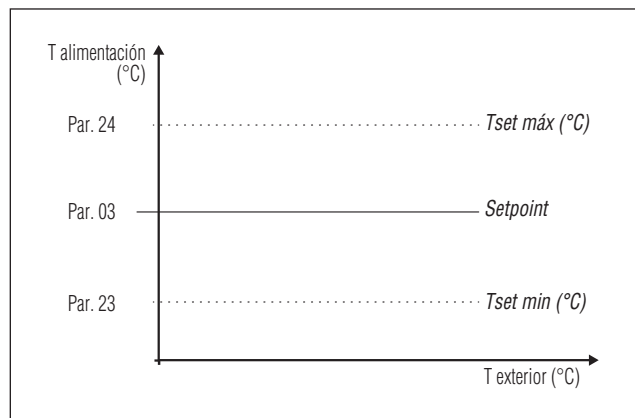 T alimentación
(°C)
Par. 24
Tset máx (°C)
Par. 03
Setpoint
Par. 23
Tset min (°C)
T exterior (°C)